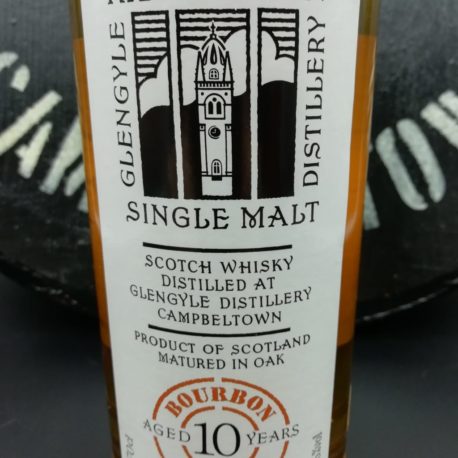 GLENGYLE
DISTILLERY
SINGLE MALT
SCOTCH WHISKY
DISTILLED AT
GLENGYLE DISTILLERY
CAMPBELTOWN
PRODUCT OF SCOTLAND
MATURED IN OAK
BOURBON
AGED 10 YEARS
70cl